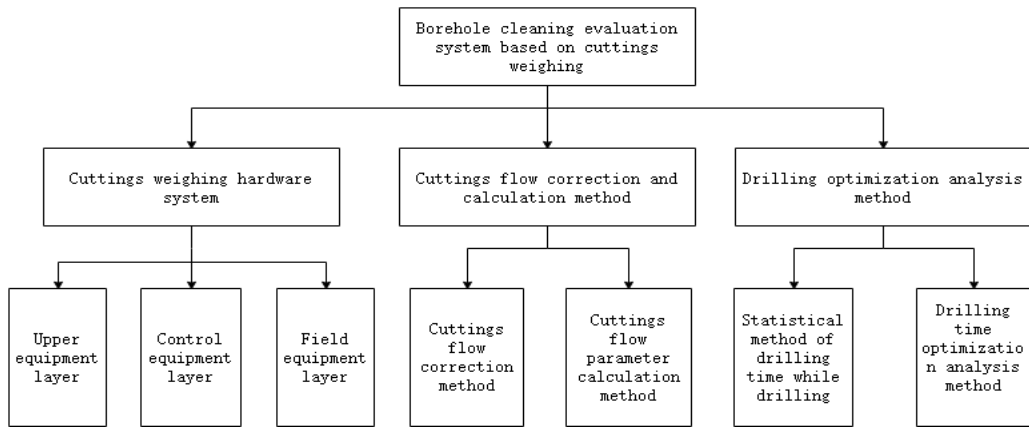 Borehole cleaning evaluation
system based on cuttings
weighing
Cuttings weighing hardware
system
Cuttings flow correction and
calculation method
Drilling optimization analysis
method
Upper
equipment
layer
Control
equipment
layer
Field
equipment
layer
Cuttings
flow
correction
method
Cuttings
flow
parameter
calculation
method
Statistical
method of
drilling
time while
drilling
Drilling
time
optimizatio
n analysis
method